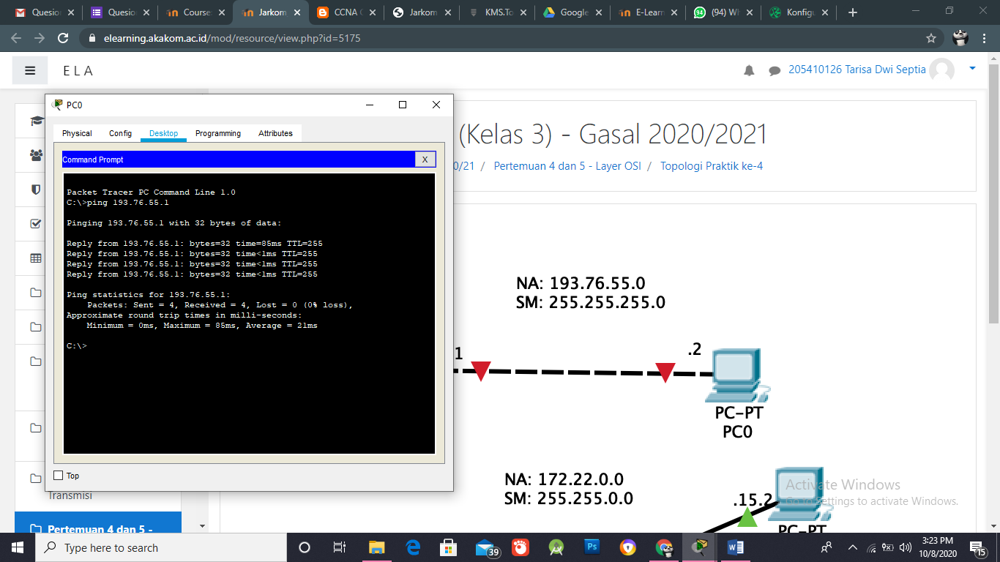 Quesion
Quesion
Course:
Jarkom
CCNA
Jarkom
KMS.To
Google
E-Learn
(94) W
Konfigu
elearning.akakom.ac.id/mod/resource/view.php?id=5175
E L A
205410126 Tarisa Dwi Septia
PC0
Physical
Config
Desktop
Programming
Attributes
Command Prompt
X
Packet Tracer PC Command Line 1.0
C:\>ping 193.76.55.1
Pinging 193.76.55.1 with 32 bytes of data:
Reply from 193.76.55.1: bytes=32 time=85ms TTL=255
Reply from 193.76.55.1: bytes=32 time<1ms TTL=255
Reply from 193.76.55.1: bytes=32 time<1ms TTL=255
Reply from 193.76.55.1: bytes=32 time<1ms TTL=255
Ping statistics for 193.76.55.1:
Packets: Sent = 4, Received = 4, Lost = 0 (0% loss),
Approximate round trip times in milli-seconds:
Minimum = 0ms, Maximum = 85ms, Average = 21ms
C:\>
Top
(Kelas 3) - Gasal 2020/2021
0/21 / Pertemuan 4 dan 5 - Layer OSI / Topologi Praktik ke-4
NA: 193.76.55.0
SM: 255.255.255.0
1
.2
PC-PT
PC0
NA: 172.22.0.0
SM: 255.255.0.0
.15.2
PC-PT
Transmisi
Pertemuan 4 dan 5 -
Activate Windows
Go to Settings to activate Windows.
Type here to search
39
Ps
3:23 PM
10/8/2020
15